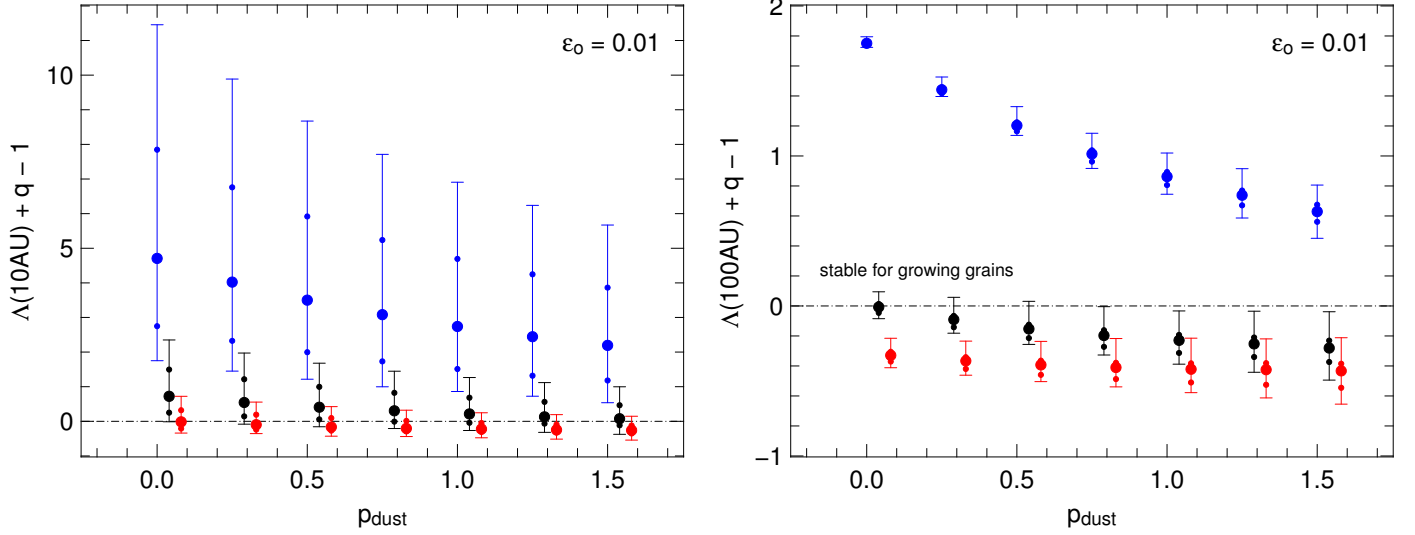 ε₀ = 0.01
Λ(10AU) + q − 1
10
5
0
0.0 0.5 1.0 1.5
p_dust
ε₀ = 0.01
Λ(100AU) + q − 1
2
1
stable for growing grains
0
−1
0.0 0.5 1.0 1.5
p_dust